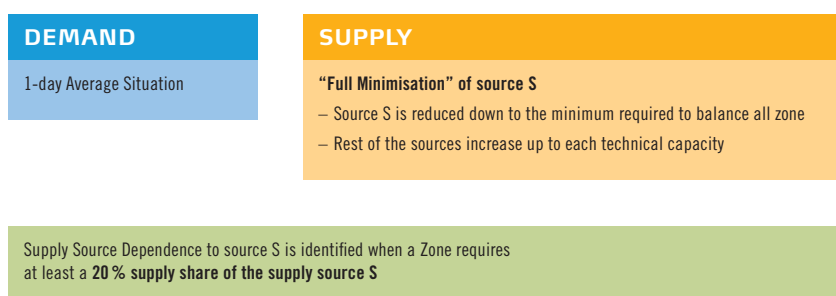 DEMAND
1-day Average Situation
SUPPLY
“Full Minimisation” of source S
– Source S is reduced down to the minimum required to balance all zone
– Rest of the sources increase up to each technical capacity
Supply Source Dependence to source S is identified when a Zone requires
at least a 20 % supply share of the supply source S